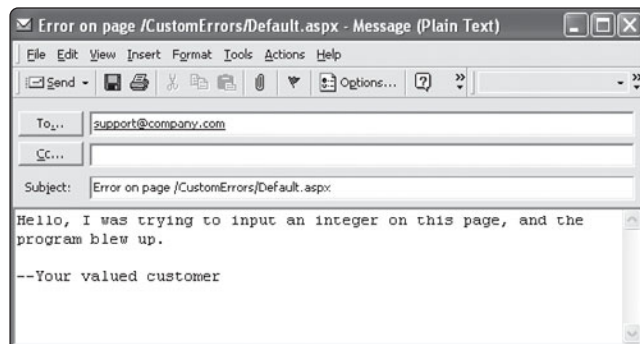 Error on page /CustomErrors/Default.aspx - Message (Plain Text)
File Edit View Insert Format Tools Actions Help
Send Options...
To...
support@company.com
Cc...
Subject: Error on page /CustomErrors/Default.aspx
Hello, I was trying to input an integer on this page, and the
program blew up.
--Your valued customer